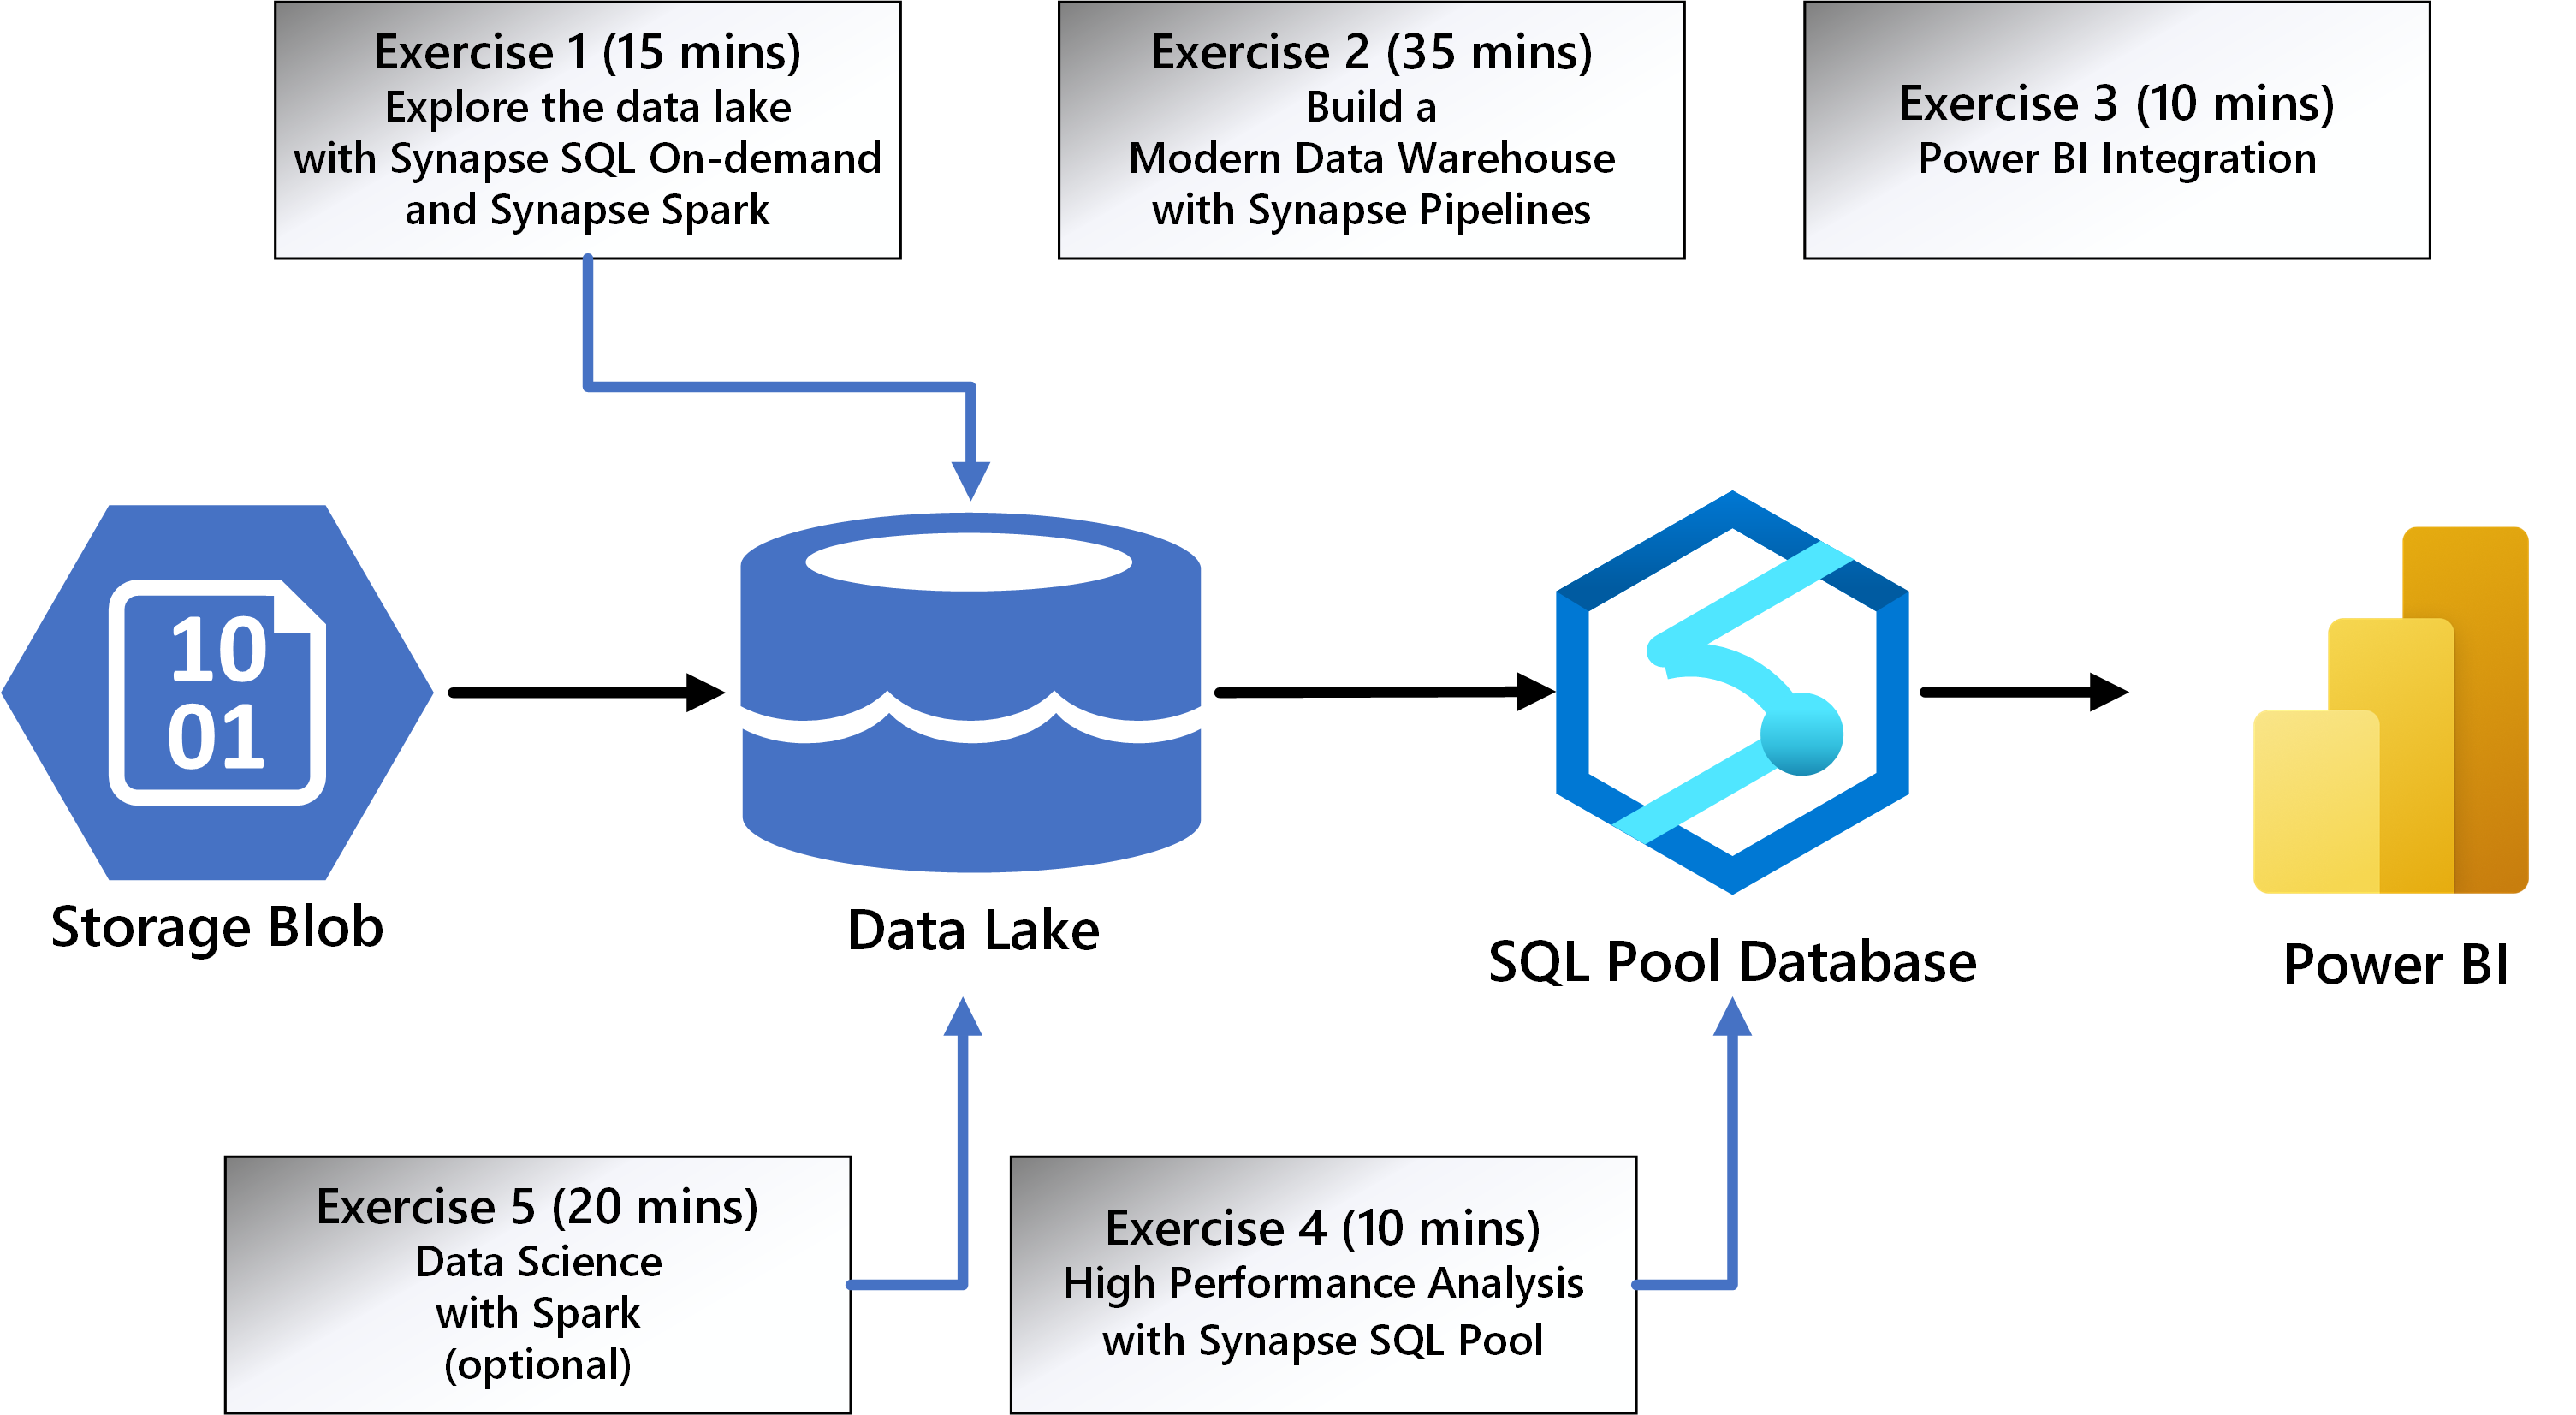 Exercise 1 (15 mins)
Explore the data lake
with Synapse SQL On-demand
and Synapse Spark
Exercise 2 (35 mins)
Build a
Modern Data Warehouse
with Synapse Pipelines
Exercise 3 (10 mins)
Power BI Integration
10
01
Storage Blob
Data Lake
SQL Pool Database
Power BI
Exercise 5 (20 mins)
Data Science
with Spark
(optional)
Exercise 4 (10 mins)
High Performance Analysis
with Synapse SQL Pool